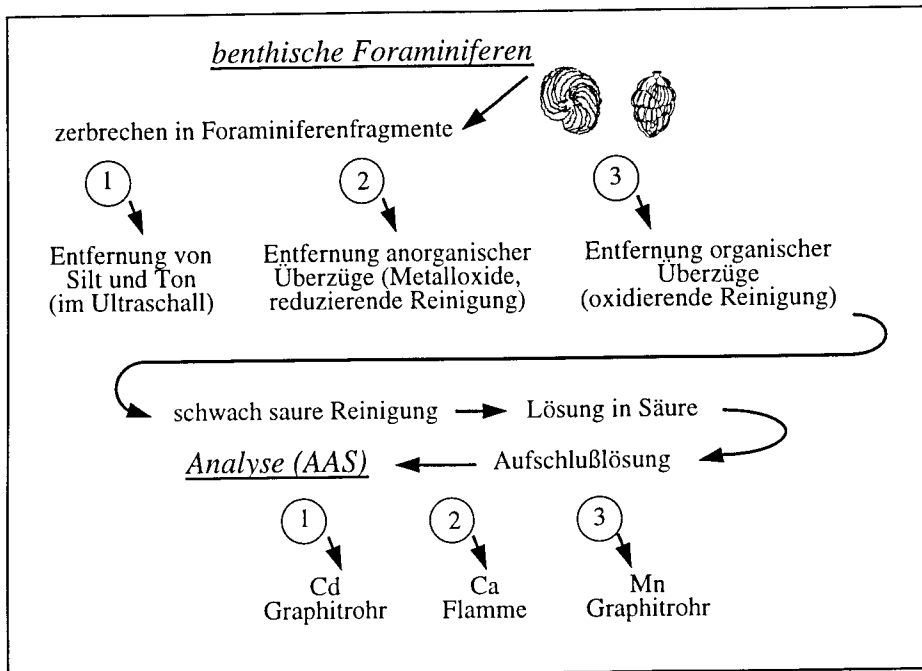 benthische Foraminiferen
zerbrechen in Foraminiferenfragmente
1
2
3
Entfernung von
Silt und Ton
(im Ultraschall)
Entfernung anorganischer
Überzüge (Metalloxide,
reduzierende Reinigung)
Entfernung organischer
Überzüge
(oxidierende Reinigung)
schwach saure Reinigung
Lösung in Säure
Aufschlußlösung
Analyse (AAS)
1
2
3
Cd
Graphitrohr
Ca
Flamme
Mn
Graphitrohr